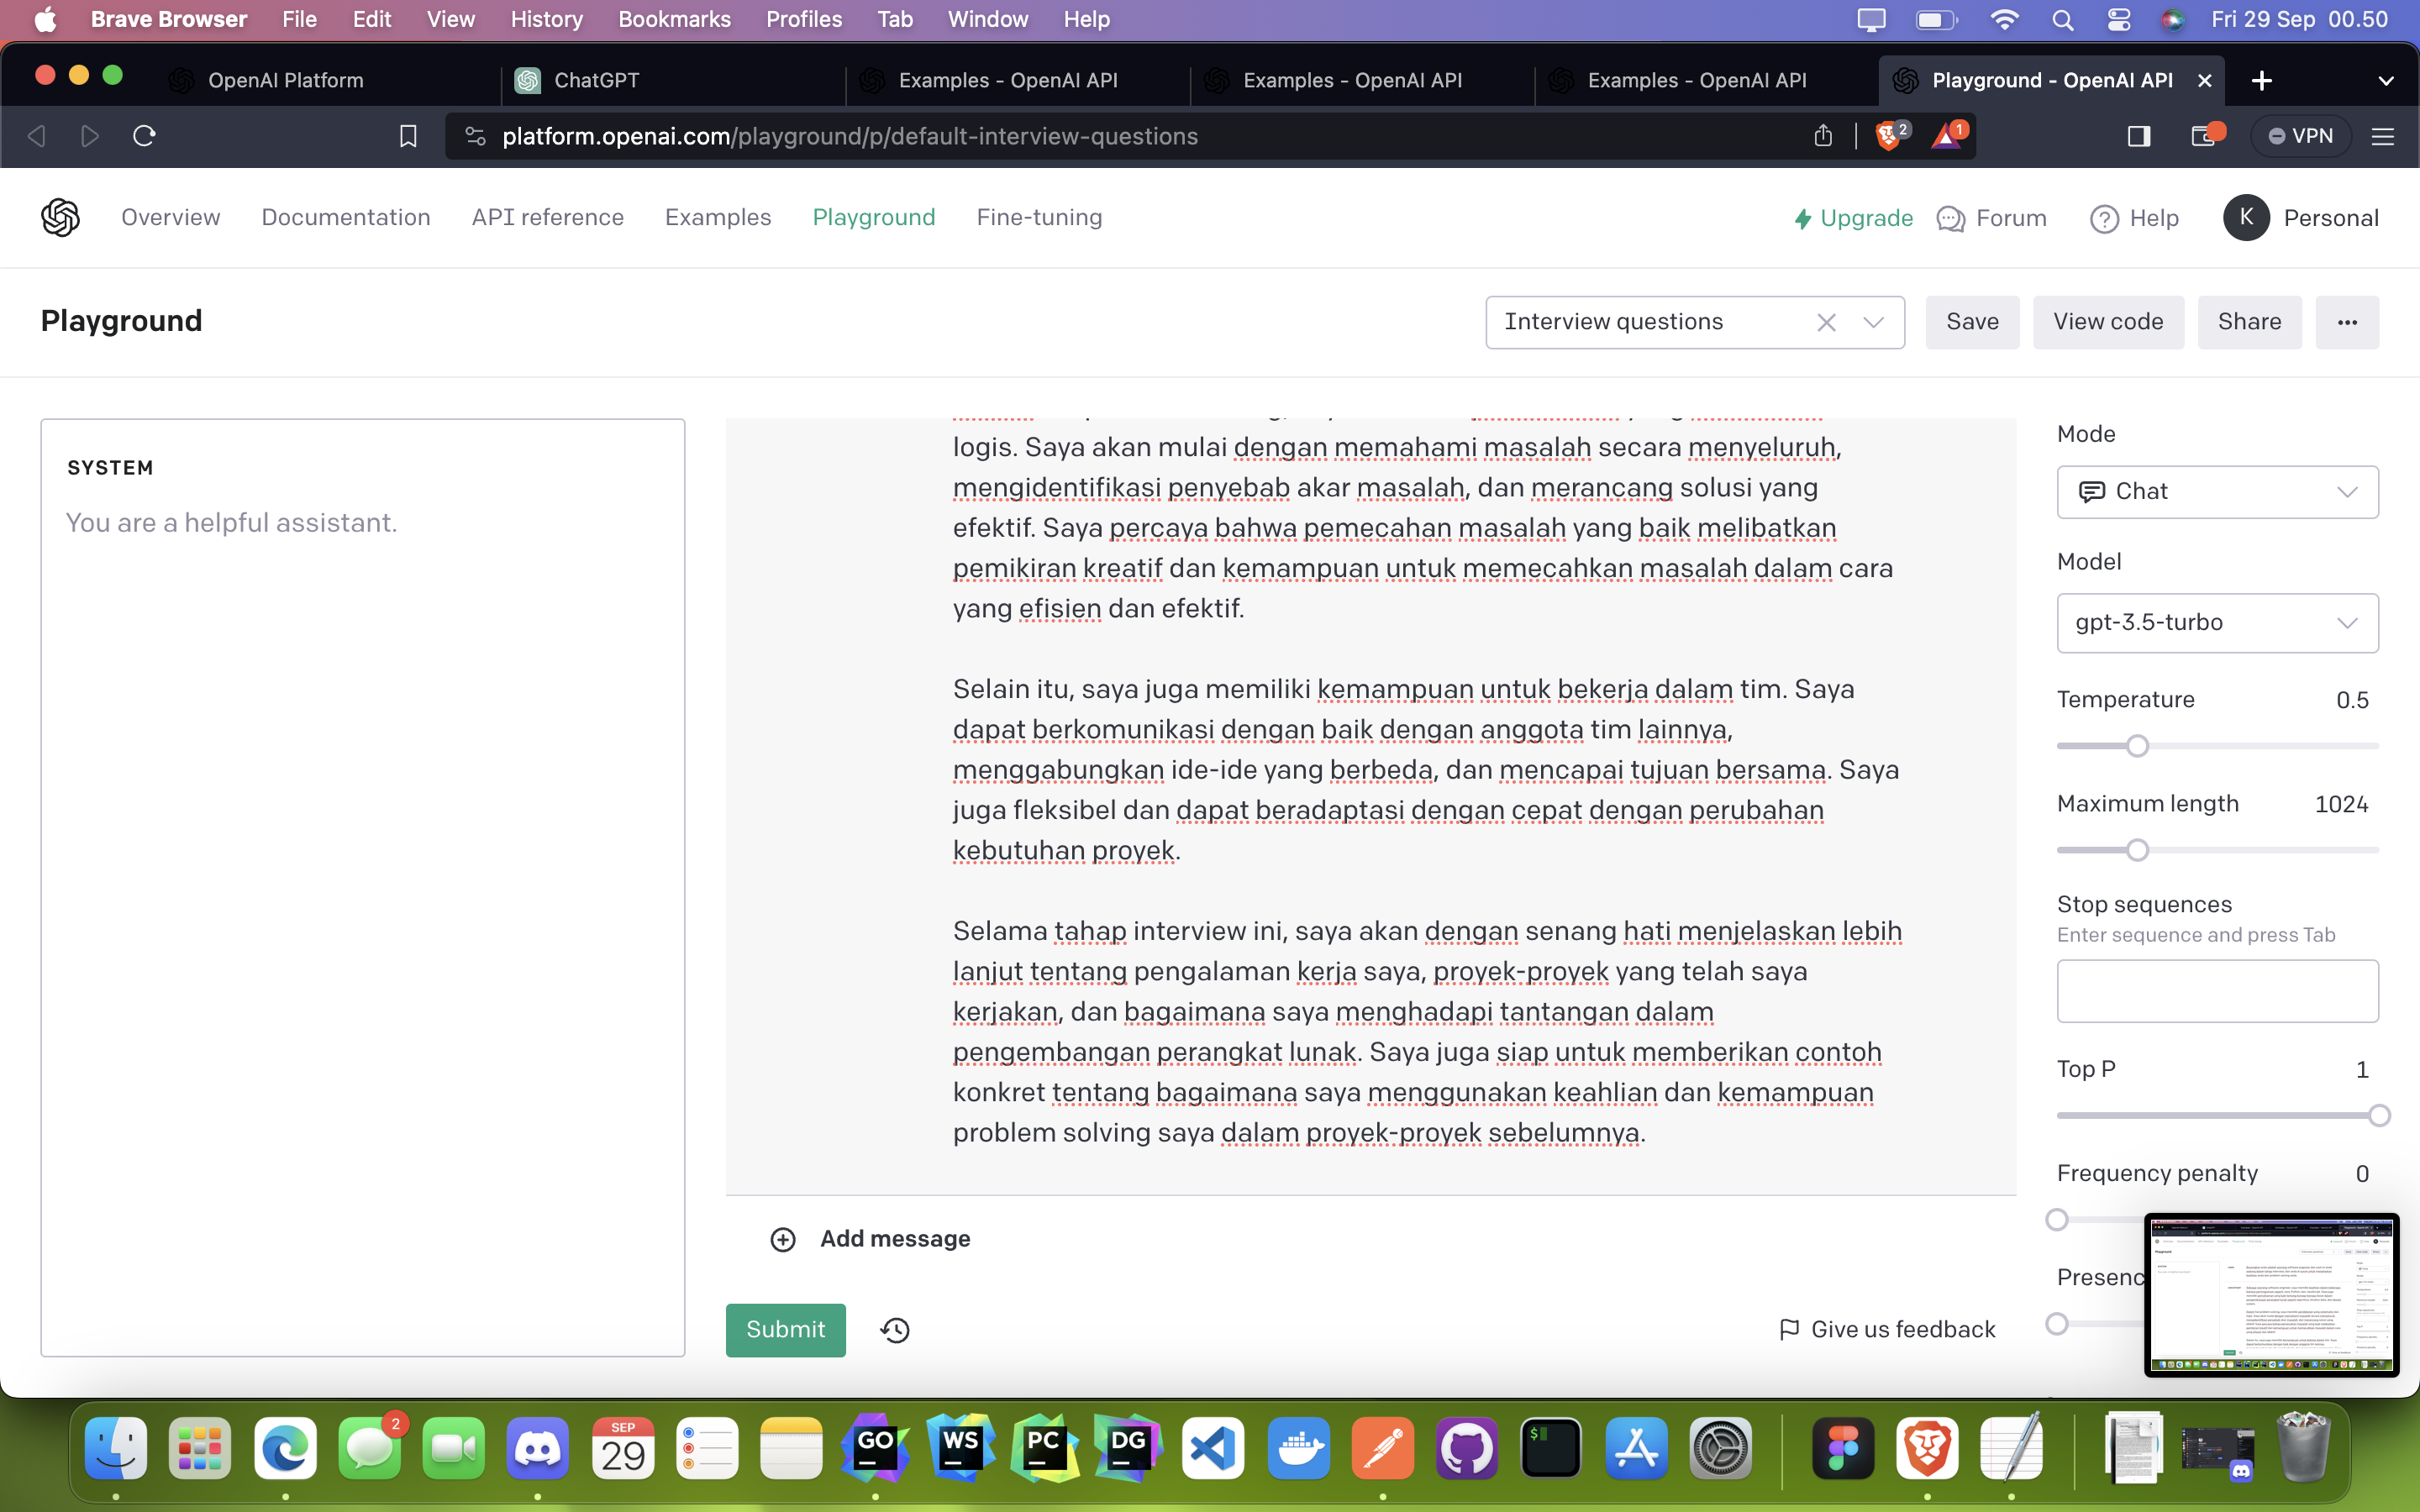 Brave Browser File Edit View History Bookmarks Profiles Tab Window Help Fri 29 Sep 00.50
OpenAI Platform ChatGPT Examples - OpenAI API Examples - OpenAI API Examples - OpenAI API Playground - OpenAI API
platform.openai.com/playground/p/default-interview-questions 2 1 VPN
Overview Documentation API reference Examples Playground Fine-tuning Upgrade Forum Help K Personal
Playground Interview questions Save View code Share ...
SYSTEM
You are a helpful assistant.
logis. Saya akan mulai dengan memahami masalah secara menyeluruh,
mengidentifikasi penyebab akar masalah, dan merancang solusi yang
efektif. Saya percaya bahwa pemecahan masalah yang baik melibatkan
pemikiran kreatif dan kemampuan untuk memecahkan masalah dalam cara
yang efisien dan efektif.
Selain itu, saya juga memiliki kemampuan untuk bekerja dalam tim. Saya
dapat berkomunikasi dengan baik dengan anggota tim lainnya,
menggabungkan ide-ide yang berbeda, dan mencapai tujuan bersama. Saya
juga fleksibel dan dapat beradaptasi dengan cepat dengan perubahan
kebutuhan proyek.
Selama tahap interview ini, saya akan dengan senang hati menjelaskan lebih
lanjut tentang pengalaman kerja saya, proyek-proyek yang telah saya
kerjakan, dan bagaimana saya menghadapi tantangan dalam
pengembangan perangkat lunak. Saya juga siap untuk memberikan contoh
konkret tentang bagaimana saya menggunakan keahlian dan kemampuan
problem solving saya dalam proyek-proyek sebelumnya.
Add message
Submit Give us feedback
Mode
Chat
Model
gpt-3.5-turbo
Temperature 0.5
Maximum length 1024
Stop sequences
Enter sequence and press Tab
Top P 1
Frequency penalty 0
Presenc
2 SEP 29 GO WS PC DG $